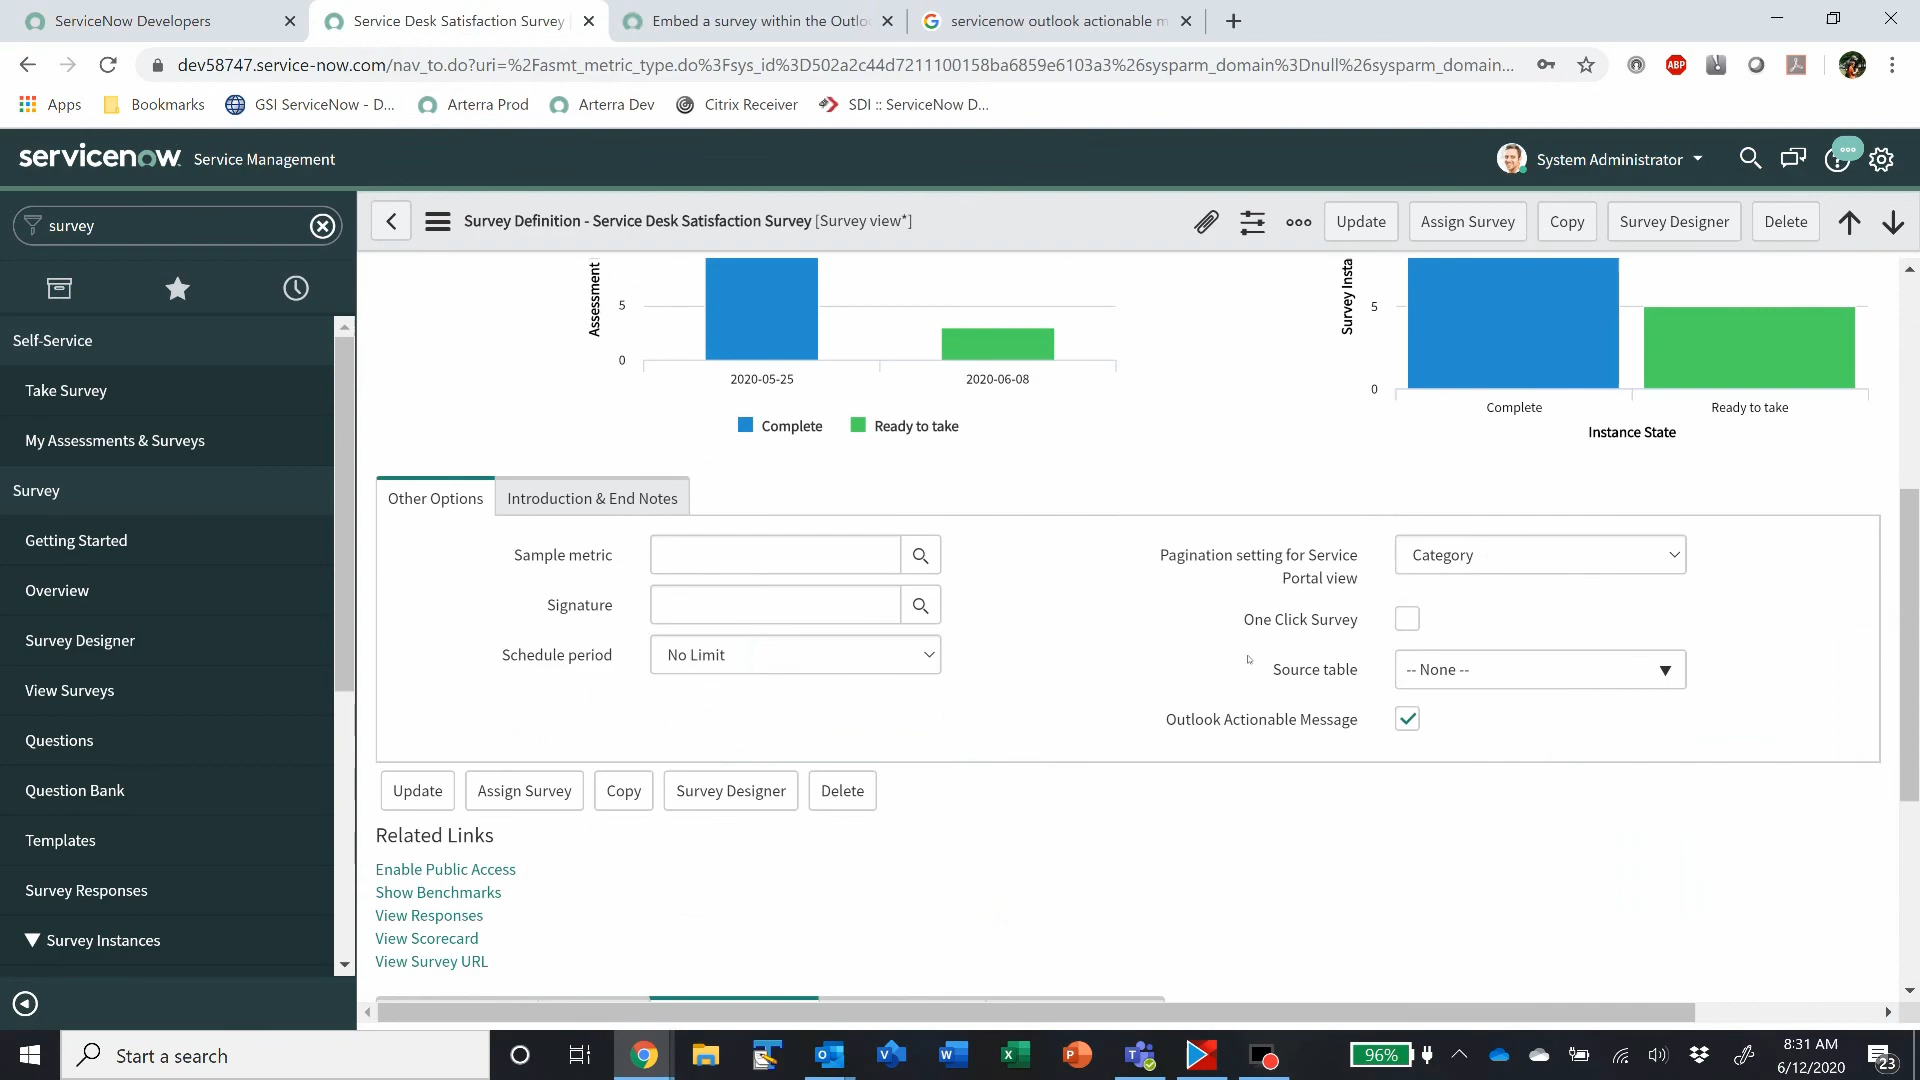 ServiceNow Developers
Service Desk Satisfaction Survey
Embed a survey within the Outlo
servicenow outlook actionable m
dev58747.service-now.com/nav_to.do?uri=%2Fasmt_metric_type.do%3Fsys_id%3D502a2c44d7211100158ba6859e6103a3%26sysparm_domain%3Dnull%26sysparm_domain...
ABP
Apps
Bookmarks
GSI ServiceNow - D...
Arterra Prod
Arterra Dev
Citrix Receiver
SDI :: ServiceNow D...
servicenow Service Management
System Administrator
survey
Survey Definition - Service Desk Satisfaction Survey [Survey view*]
Update
Assign Survey
Copy
Survey Designer
Delete
Self-Service
Take Survey
My Assessments & Surveys
Survey
Getting Started
Overview
Survey Designer
View Surveys
Questions
Question Bank
Templates
Survey Responses
Survey Instances
Assessment
5
0
2020-05-25
2020-06-08
Complete
Ready to take
Survey Insta
5
0
Complete
Ready to take
Instance State
Other Options
Introduction & End Notes
Sample metric
Signature
Schedule period
No Limit
Pagination setting for Service
Portal view
Category
One Click Survey
Source table
-- None --
Outlook Actionable Message
Update
Assign Survey
Copy
Survey Designer
Delete
Related Links
Enable Public Access
Show Benchmarks
View Responses
View Scorecard
View Survey URL
Start a search
96%
8:31 AM
6/12/2020
23